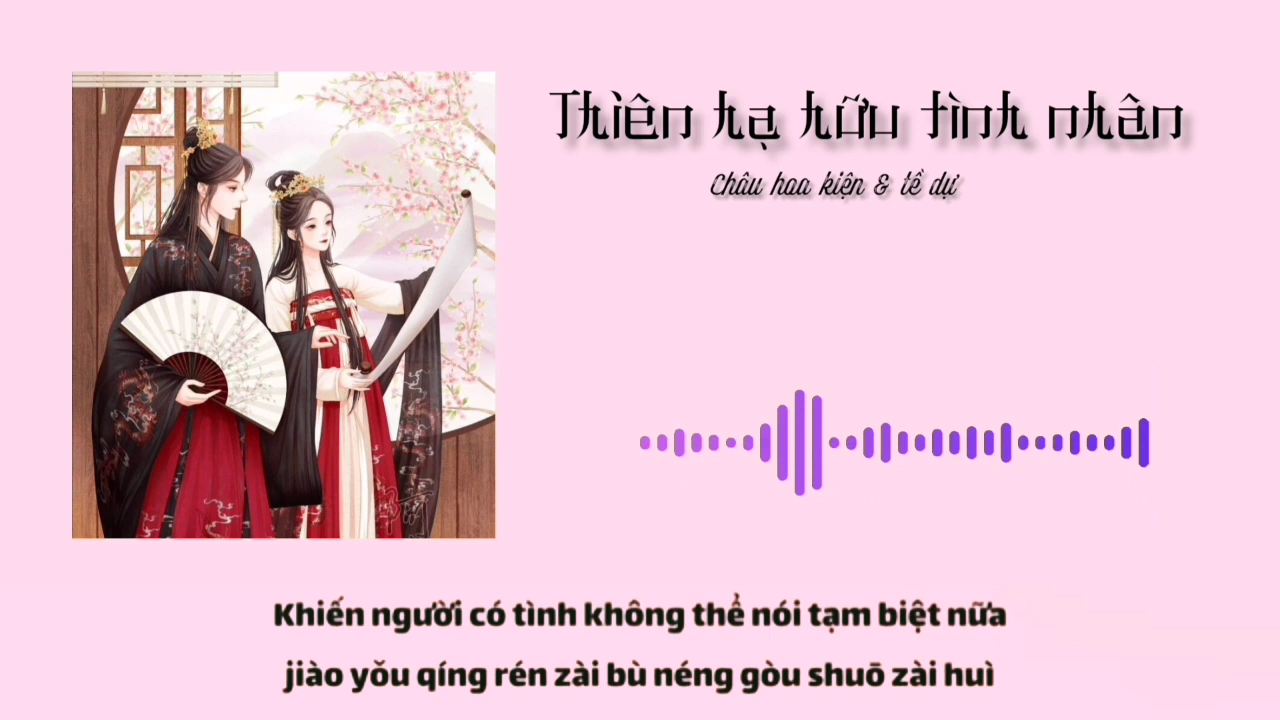 Thiên hạ hữu tình nhân
Châu hoa kiện & tề dự
Khiến người có tình không thể nói tạm biệt nữa
jiào yǒu qíng rén zài bù néng gòu shuō zài huì